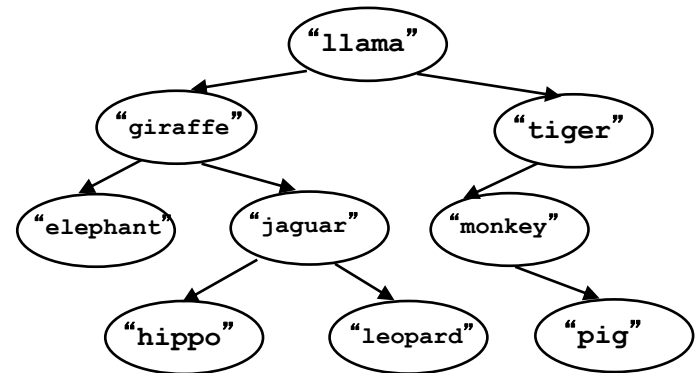 “llama”
“giraffe” “tiger”
“elephant” “jaguar” “monkey”
“hippo” “leopard” “pig”